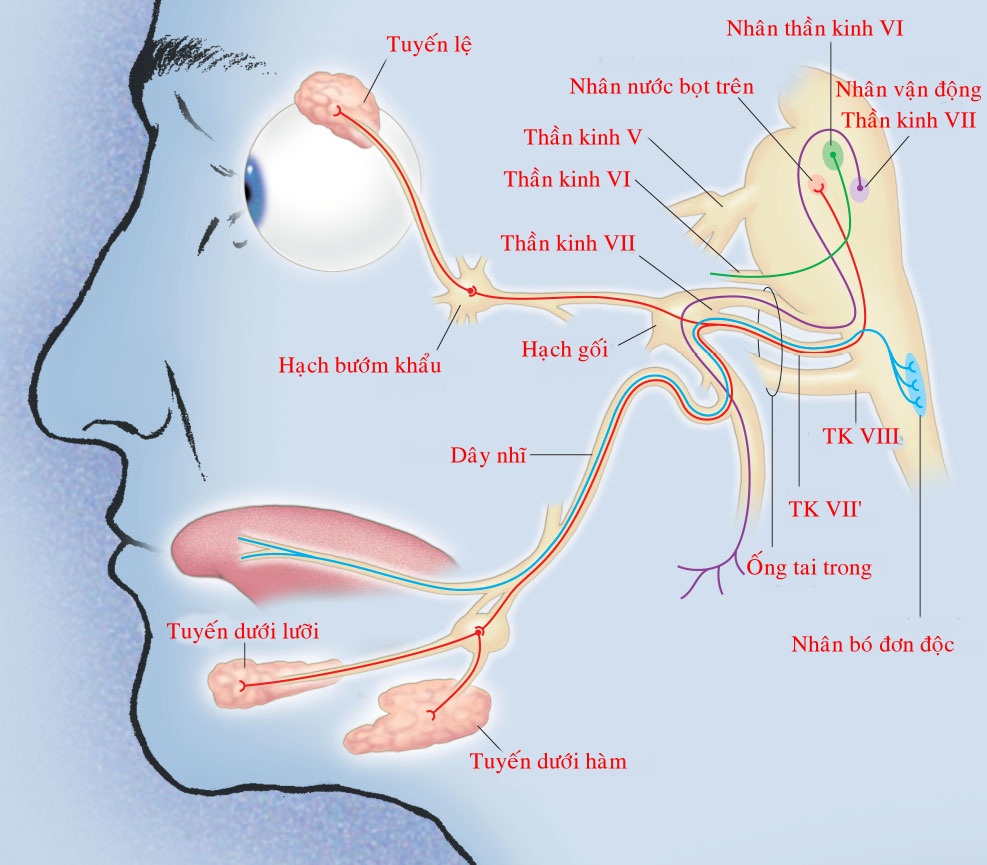 Nhân thần kinh VI
Tuyến lệ
Nhân nước bọt trên
Nhân vận động
Thần kinh VII
Thần kinh V
Thần kinh VI
Thần kinh VII
Hạch gối
Hạch bướm khẩu
TK VIII
Dây nhĩ
TK VII'
Ống tai trong
Tuyến dưới lưỡi
Nhân bó đơn độc
Tuyến dưới hàm